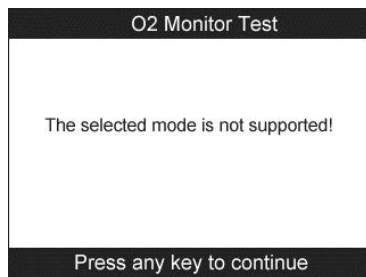 O2 Monitor Test
The selected mode is not supported!
Press any key to continue